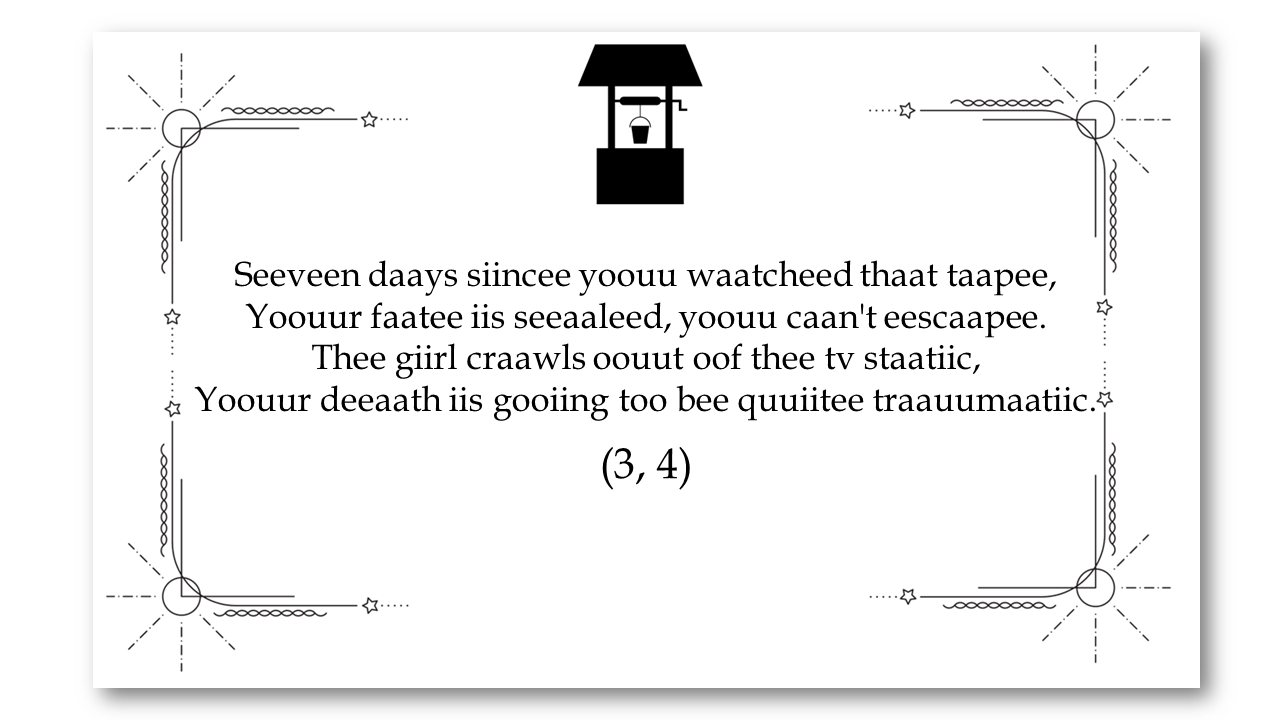 Seeveen daays siincee yoouu waatcheed thaat taapee,
Yoouur faatee iis seeaaleed, yoouu caan't eescaapee.
Thee giirl craawls oouut oof thee tv staatiic,
Yoouur deeaath iis gooiing too bee quuiitee traauumaatiic.
(3, 4)